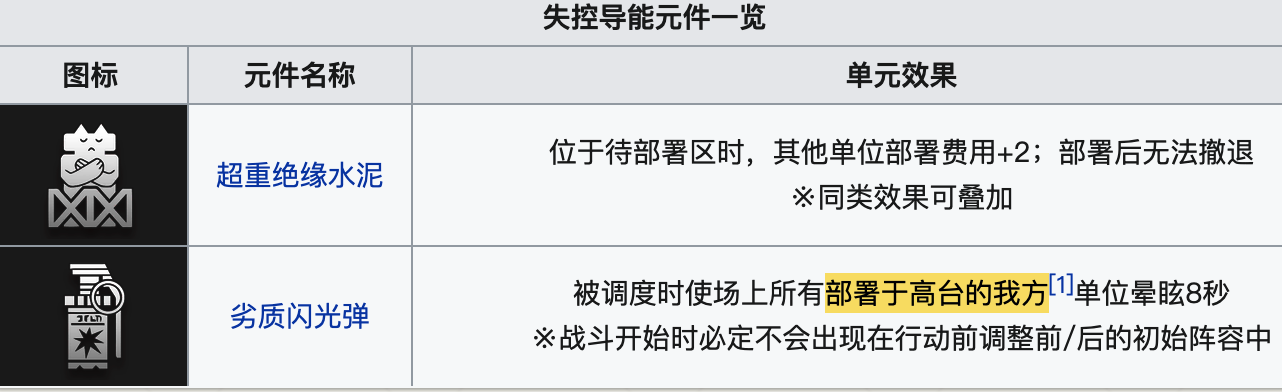 失控导能元件一览
图标 元件名称 单元效果
超重绝缘水泥
位于待部署区时，其他单位部署费用+2；部署后无法撤退
※同类效果可叠加
劣质闪光弹
被调度时使场上所有部署于高台的我方[1]单位晕眩8秒
※战斗开始时必定不会出现在行动前调整前/后的初始阵容中